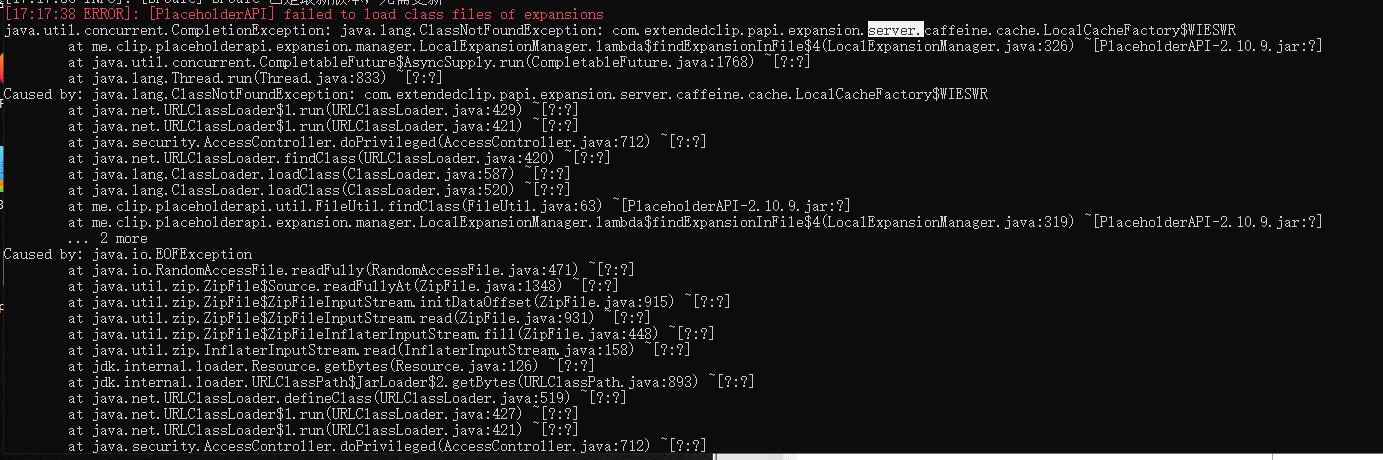 [17:17:38 ERROR]: [PlaceholderAPI] failed to load class files of expansions
java.util.concurrent.CompletionException: java.lang.ClassNotFoundException: com.extendedclip.papi.expansion.server.caffeine.cache.LocalCacheFactory$WIESWR
at me.clip.placeholderapi.expansion.manager.LocalExpansionManager.lambda$findExpansionInFile$4(LocalExpansionManager.java:326) ~[PlaceholderAPI-2.10.9.jar:?]
at java.util.concurrent.CompletableFuture$AsyncSupply.run(CompletableFuture.java:1768) ~[?:?]
at java.lang.Thread.run(Thread.java:833) ~[?:?]
Caused by: java.lang.ClassNotFoundException: com.extendedclip.papi.expansion.server.caffeine.cache.LocalCacheFactory$WIESWR
at java.net.URLClassLoader$1.run(URLClassLoader.java:429) ~[?:?]
at java.net.URLClassLoader$1.run(URLClassLoader.java:421) ~[?:?]
at java.security.AccessController.doPrivileged(AccessController.java:712) ~[?:?]
at java.net.URLClassLoader.findClass(URLClassLoader.java:420) ~[?:?]
at java.lang.ClassLoader.loadClass(ClassLoader.java:587) ~[?:?]
at java.lang.ClassLoader.loadClass(ClassLoader.java:520) ~[?:?]
at me.clip.placeholderapi.util.FileUtil.findClass(FileUtil.java:63) ~[PlaceholderAPI-2.10.9.jar:?]
at me.clip.placeholderapi.expansion.manager.LocalExpansionManager.lambda$findExpansionInFile$4(LocalExpansionManager.java:319) ~[PlaceholderAPI-2.10.9.jar:?]
... 2 more
Caused by: java.io.EOFException
at java.io.RandomAccessFile.readFully(RandomAccessFile.java:471) ~[?:?]
at java.util.zip.ZipFile$Source.readFullyAt(ZipFile.java:1348) ~[?:?]
at java.util.zip.ZipFile$ZipFileInputStream.initDataOffset(ZipFile.java:915) ~[?:?]
at java.util.zip.ZipFile$ZipFileInputStream.read(ZipFile.java:931) ~[?:?]
at java.util.zip.ZipFile$ZipFileInflaterInputStream.fill(ZipFile.java:448) ~[?:?]
at java.util.zip.InflaterInputStream.read(InflaterInputStream.java:158) ~[?:?]
at jdk.internal.loader.Resource.getBytes(Resource.java:126) ~[?:?]
at jdk.internal.loader.URLClassPath$JarLoader$2.getBytes(URLClassPath.java:893) ~[?:?]
at java.net.URLClassLoader.defineClass(URLClassLoader.java:519) ~[?:?]
at java.net.URLClassLoader$1.run(URLClassLoader.java:427) ~[?:?]
at java.net.URLClassLoader$1.run(URLClassLoader.java:421) ~[?:?]
at java.security.AccessController.doPrivileged(AccessController.java:712) ~[?:?]